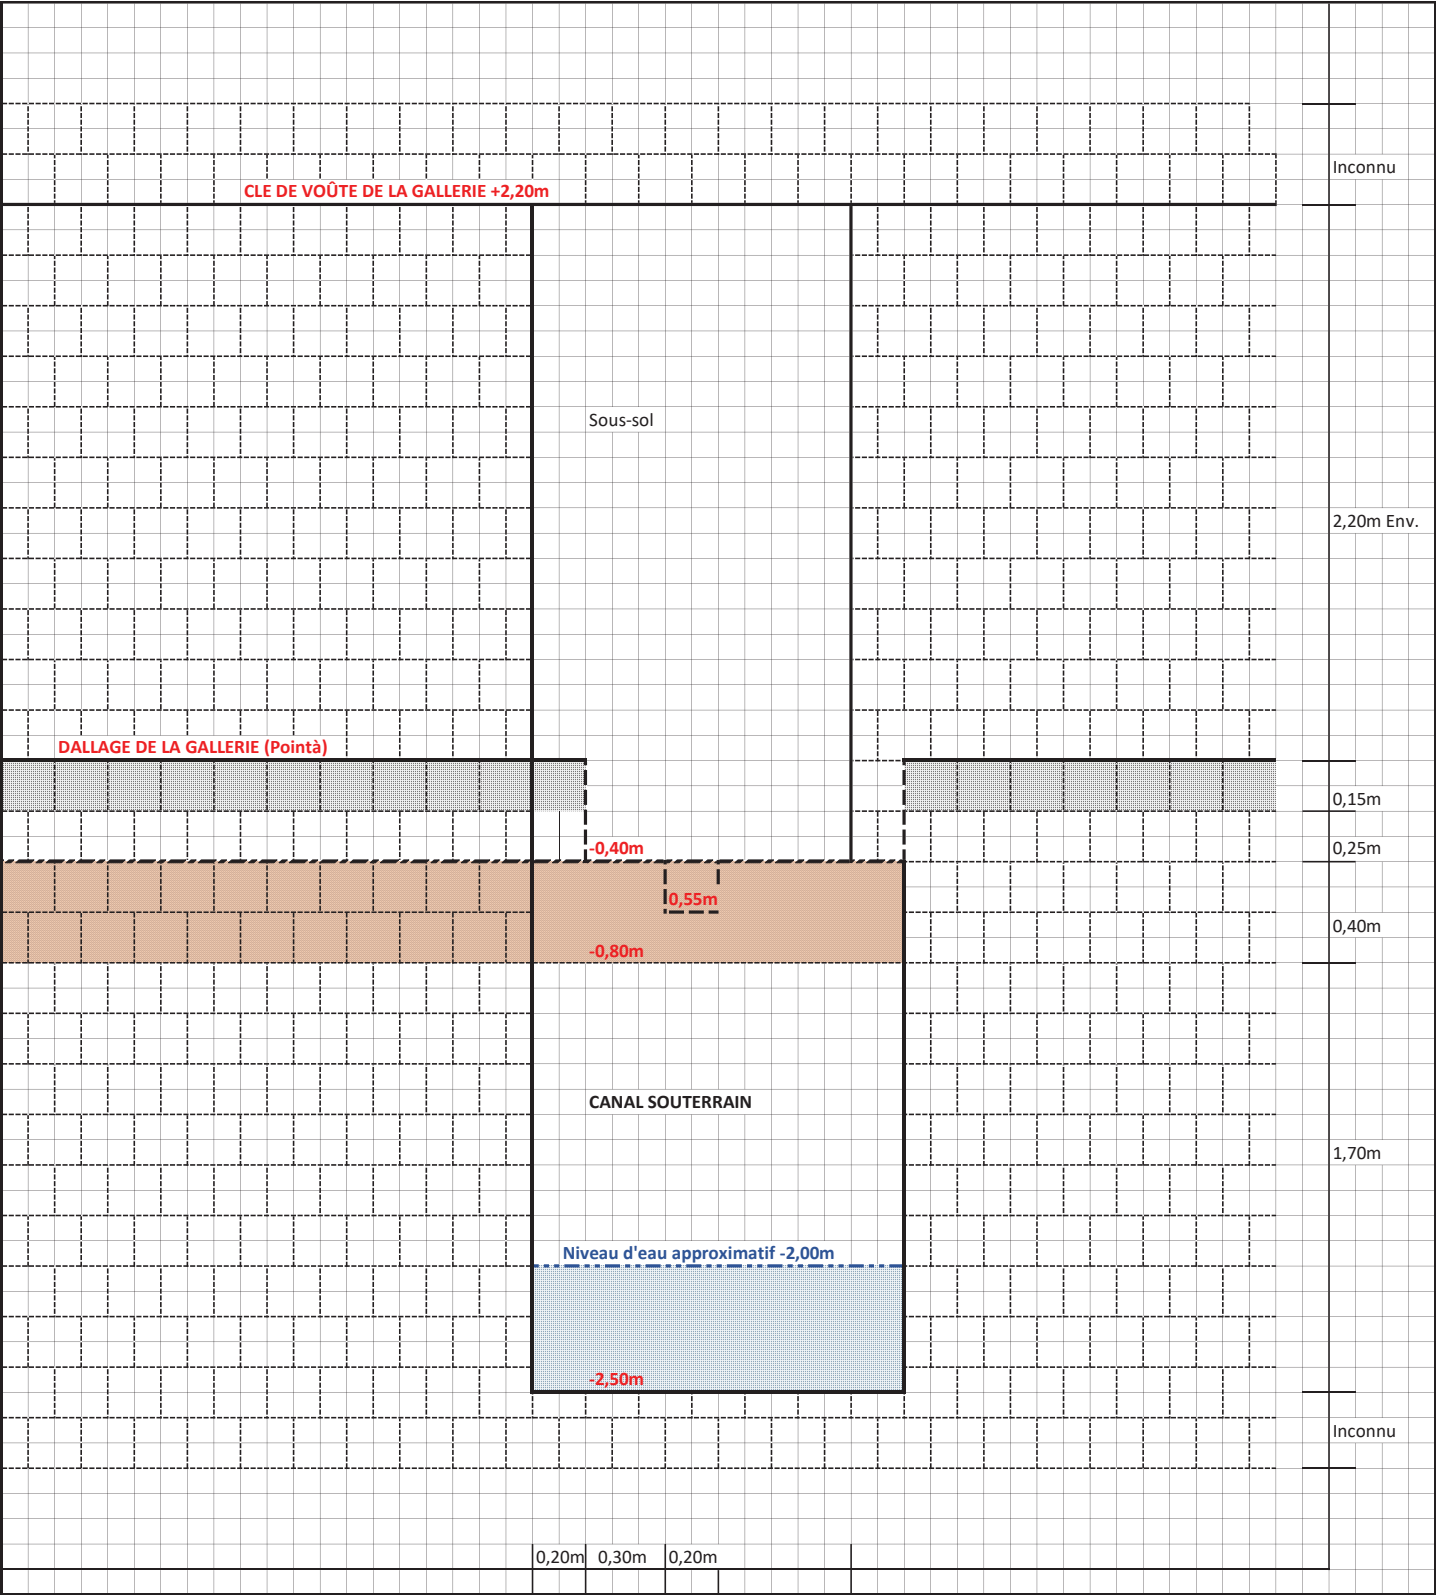 Inconnu
CLE DE VOÛTE DE LA GALLERIE +2,20m
Sous-sol
2,20m Env.
DALLAGE DE LA GALLERIE (Pointà)
0,15m
-0,40m
0,25m
0,55m
0,40m
-0,80m
CANAL SOUTERRAIN
1,70m
Niveau d'eau approximatif -2,00m
-2,50m
Inconnu
0,20m 0,30m 0,20m